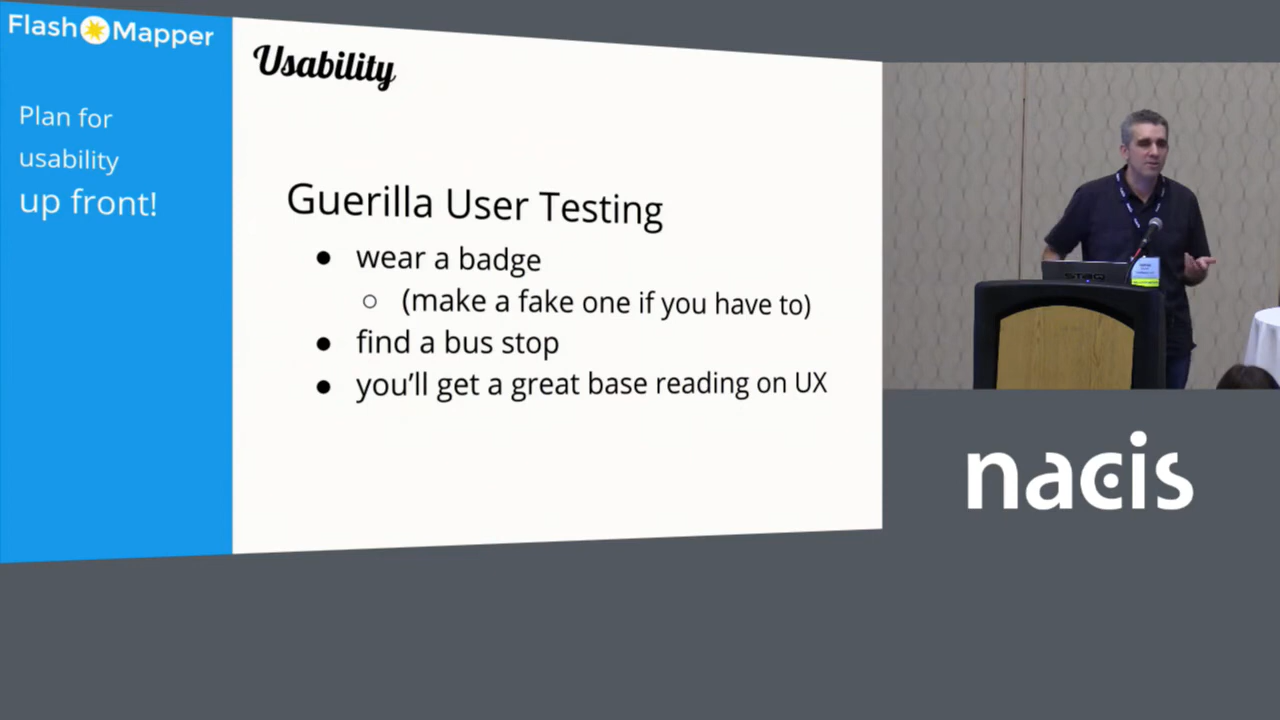 Flash Mapper
Plan for
usability
up front!
Usability
Guerilla User Testing
wear a badge
(make a fake one if you have to)
find a bus stop
you'll get a great base reading on UX
STAQ
nacis